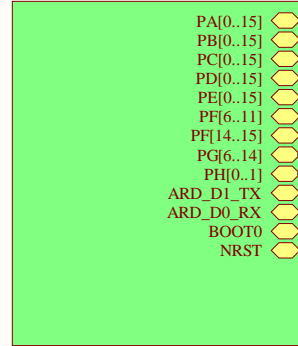 PA[0..15]
PB[0..15]
PC[0..15]
PD[0..15]
PE[0..15]
PF[6..11]
PF[14..15]
PG[6..14]
PH[0..1]
ARD_D1_TX
ARD_D0_RX
BOOT0
NRST